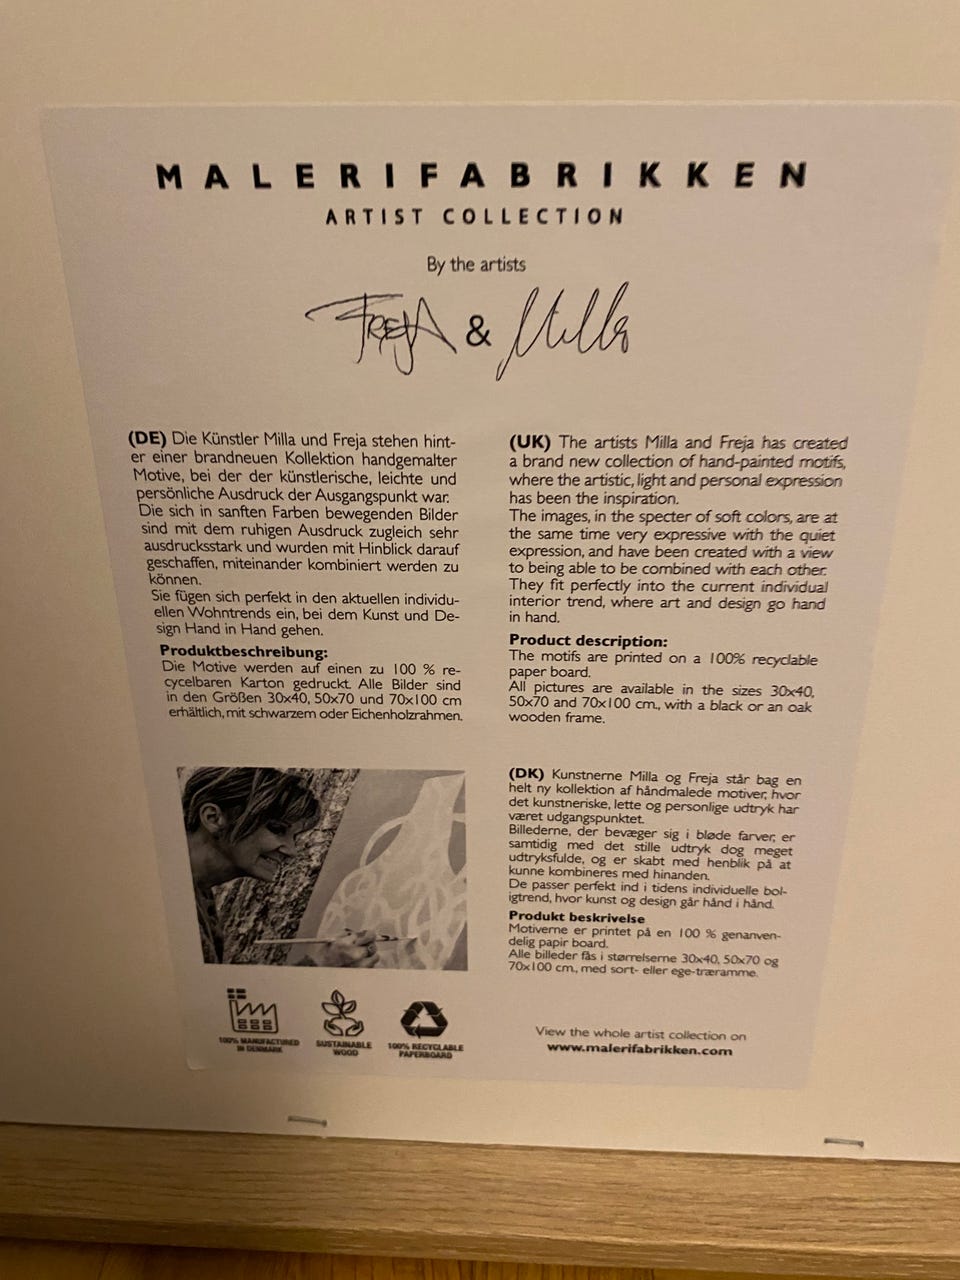 MALERIFABRIKKEN
ARTIST COLLECTION
By the artists
FREJA & Milla
(DE) Die Künstler Milla und Freja stehen hint-
er einer brandneuen Kollektion handgemalter
Motive, bei der der künstlerische, leichte und
persönliche Ausdruck der Ausgangspunkt war.
Die sich in sanften Farben bewegenden Bilder
sind mit dem ruhigen Ausdruck zugleich sehr
ausdrucksstark und wurden mit Hinblick darauf
geschaffen, miteinander kombiniert werden zu
können.
Sie fügen sich perfekt in den aktuellen individu-
ellen Wohntrends ein, bei dem Kunst und De-
sign Hand in Hand gehen.
Produktbeschreibung:
Die Motive werden auf einen zu 100 % re-
cycelbaren Karton gedruckt. Alle Bilder sind
in den Größen 30x40, 50x70 und 70x100 cm
erhältlich, mit schwarzem oder Eichenholzrahmen.
(UK) The artists Milla and Freja has created
a brand new collection of hand-painted motifs,
where the artistic, light and personal expression
has been the inspiration.
The images, in the specter of soft colors, are at
the same time very expressive with the quiet
expression, and have been created with a view
to being able to be combined with each other.
They fit perfectly into the current individual
interior trend, where art and design go hand
in hand.
Product description:
The motifs are printed on a 100% recyclable
paper board.
All pictures are available in the sizes 30x40,
50x70 and 70x100 cm., with a black or an oak
wooden frame.
(DK) Kunstnerne Milla og Freja står bag en
helt ny kollektion af håndmalede motiver, hvor
det kunstneriske, lette og personlige udtryk har
været udgangspunktet.
Billederne, der bevæger sig i bløde farver, er
samtidig med det stille udtryk dog meget
udtryksfulde, og er skabt med henblik på at
kunne kombineres med hinanden.
De passer perfekt ind i tidens individuelle bol-
igtrend, hvor kunst og design går hånd i hånd.
Produkt beskrivelse
Motiverne er printet på en 100 % genanven-
delig papir board.
Alle billeder fås i størrelserne 30x40, 50x70 og
70x100 cm., med sort- eller ege-træramme.
100% MANUFACTURED
IN DENMARK
SUSTAINABLE
WOOD
100% RECYCLABLE
PAPERBOARD
View the whole artist collection on
www.malerifabrikken.com